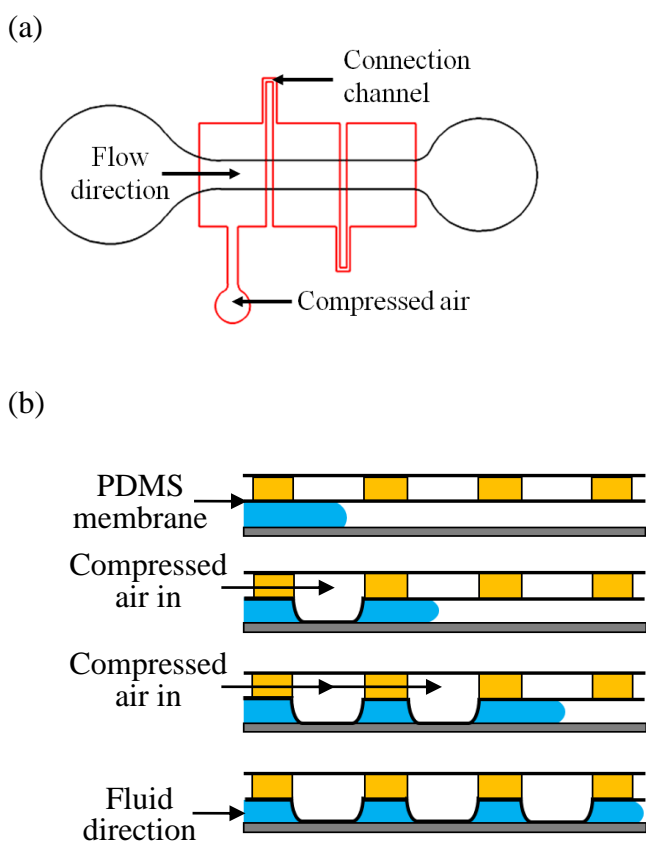 (a)
Connection
channel
Flow
direction
Compressed air
(b)
PDMS
membrane
Compressed
air in
Compressed
air in
Fluid
direction